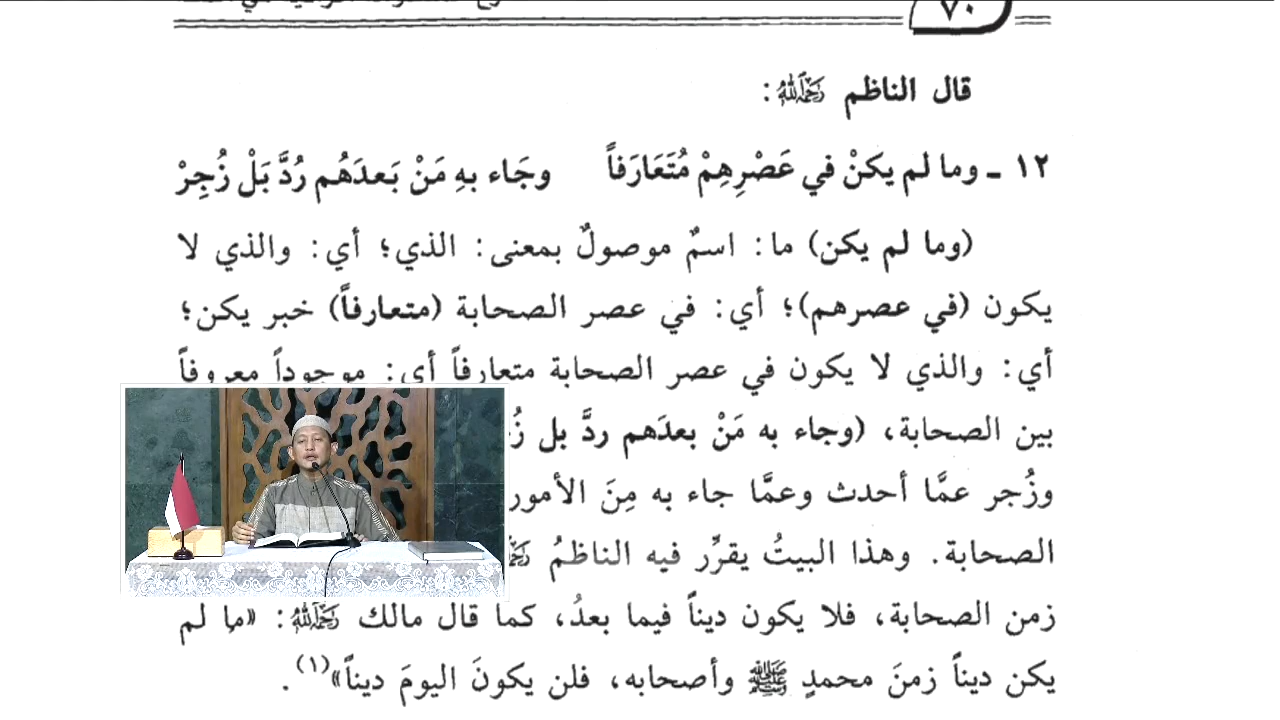 ٧٠
قال الناظم رَحِمَهُ ٱللَّهُ :
١٢ ـ وما لم يكنْ في عَصْرِهِمْ مُتَعَارَفاً وجَاء بهِ مَنْ بَعدَهُم رُدَّ بَلْ زُجِرْ
(وما لم يكن) ما: اسمٌ موصولٌ بمعنى: الذي؛ أي: والذي لا
يكون (في عصرهم)؛ أي: في عصر الصحابة (متعارفاً) خبر يكن؛
أي: والذي لا يكون في عصر الصحابة متعارفاً أي: موجوداً معروفاً
بين الصحابة، (وجاء به مَنْ بعدَهم ردَّ بل
وزُجر عمَّا أحدث وعمَّا جاء به مِنَ الأمور
الصحابة. وهذا البيتُ يقرِّر فيه الناظمُ
زمن الصحابة، فلا يكون ديناً فيما بعدُ، كما قال مالك رَحِمَهُ ٱللَّهُ : «ما لم
يكن ديناً زمنَ محمدٍ ﷺ وأصحابه، فلن يكونَ اليومَ ديناً»(١).